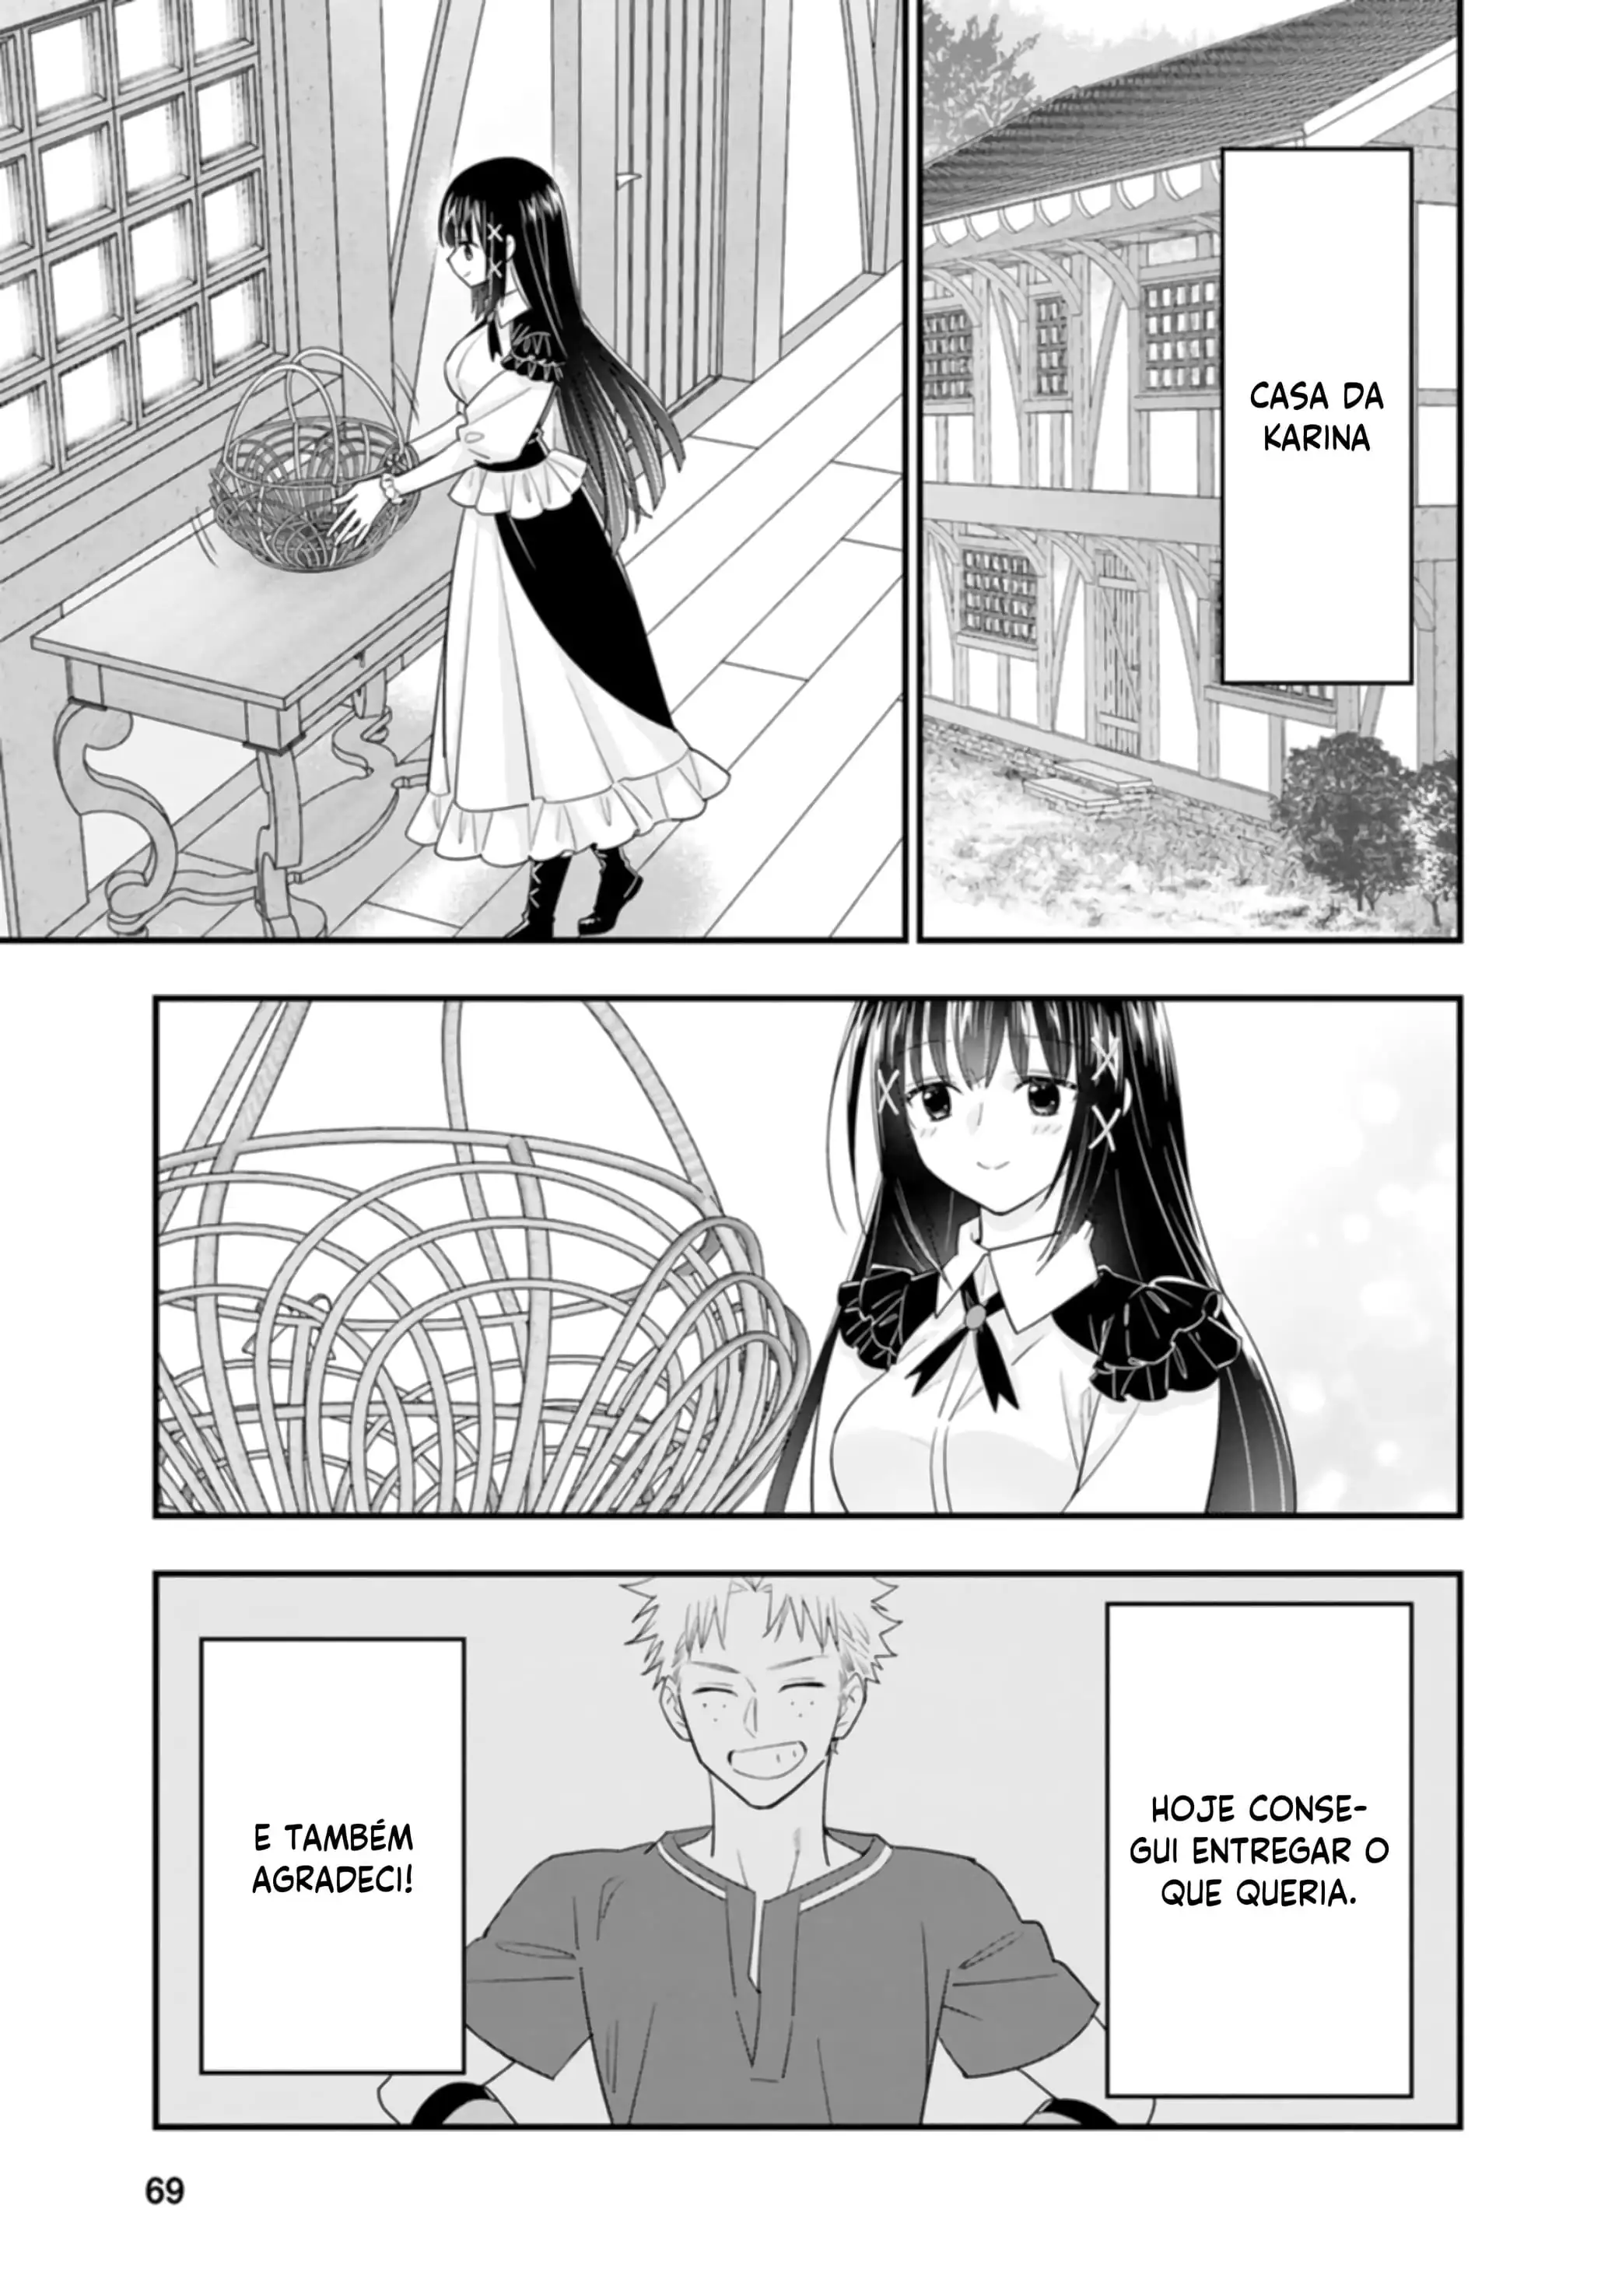 CASA DA
KARINA
HOJE CONSE-
GUI ENTREGAR O
QUE QUERIA.
E TAMBÉM
AGRADECI!
69